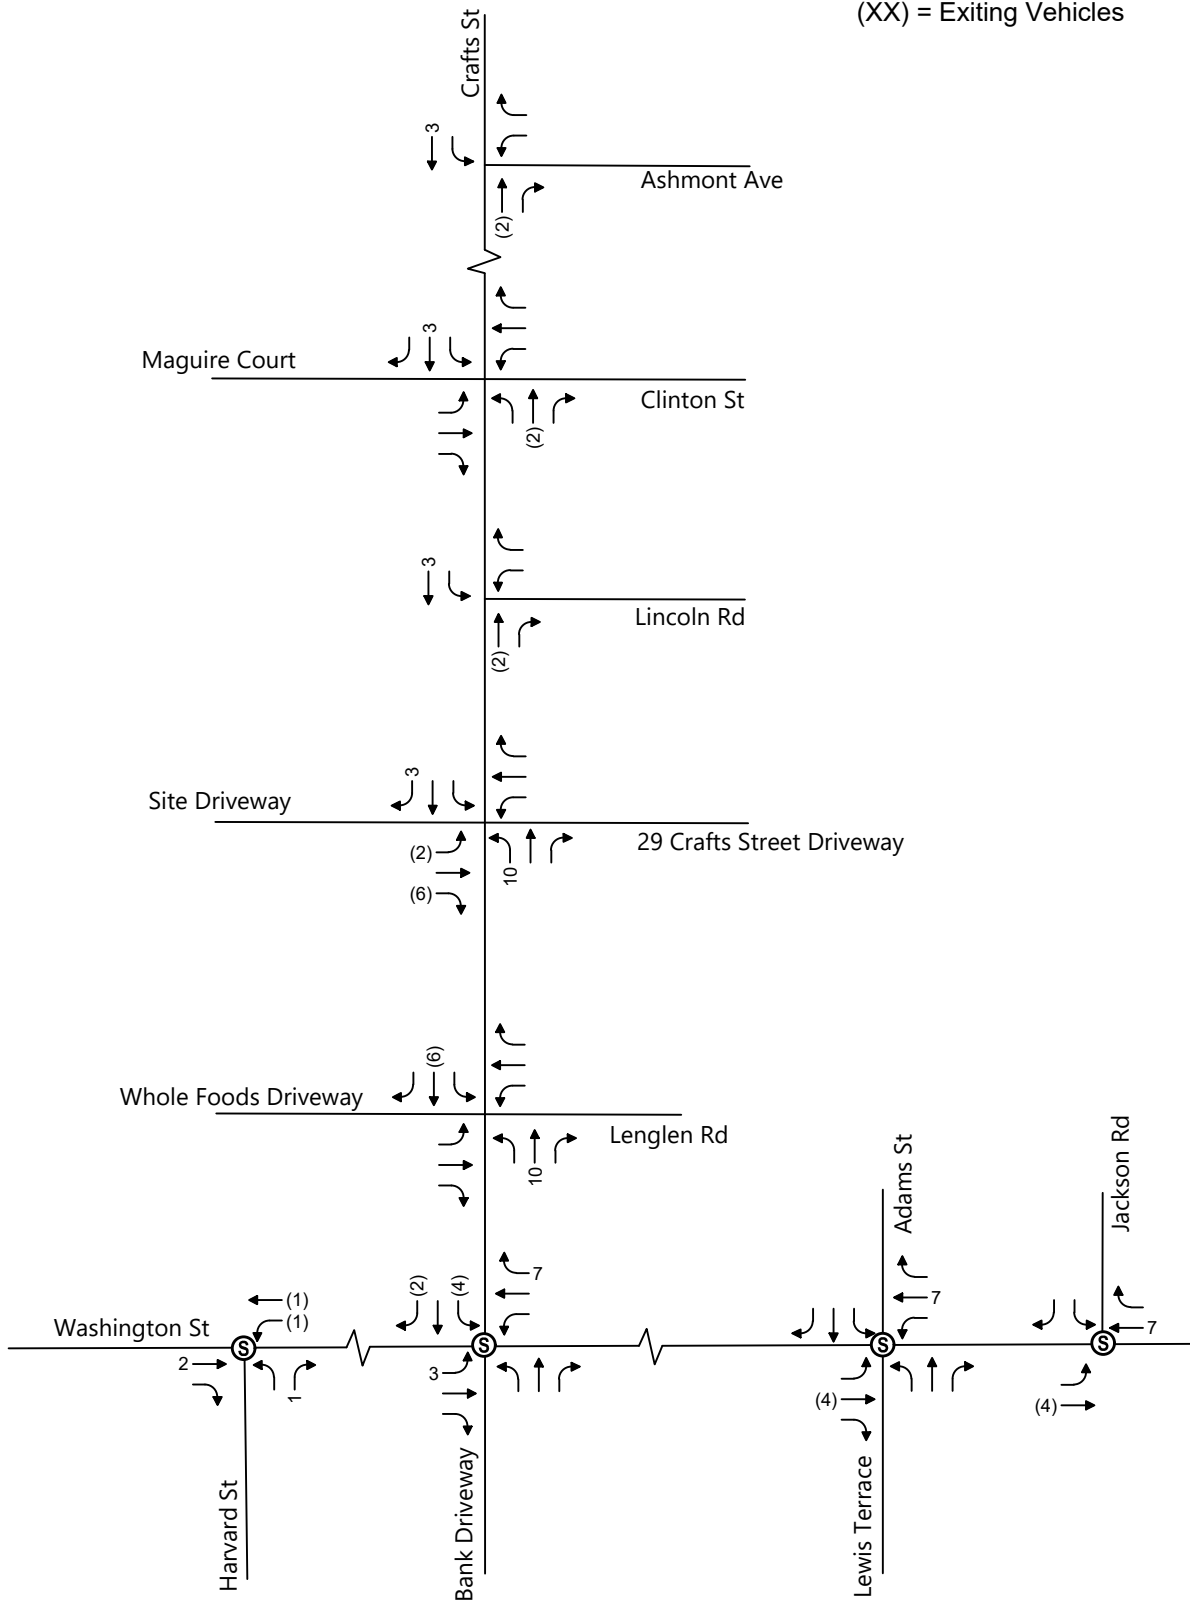 (XX) = Exiting Vehicles
Crafts St
3
Ashmont Ave
(2)
3
Maguire Court
Clinton St
(2)
3
Lincoln Rd
(2)
3
Site Driveway
29 Crafts Street Driveway
(2)
10
(6)
(6)
Whole Foods Driveway
Lenglen Rd
10
Adams St
Jackson Rd
(2)
(4)
7
(1)
(1)
7
7
Washington St
S
S
S
S
2
3
1
(4)
(4)
Harvard St
Bank Driveway
Lewis Terrace